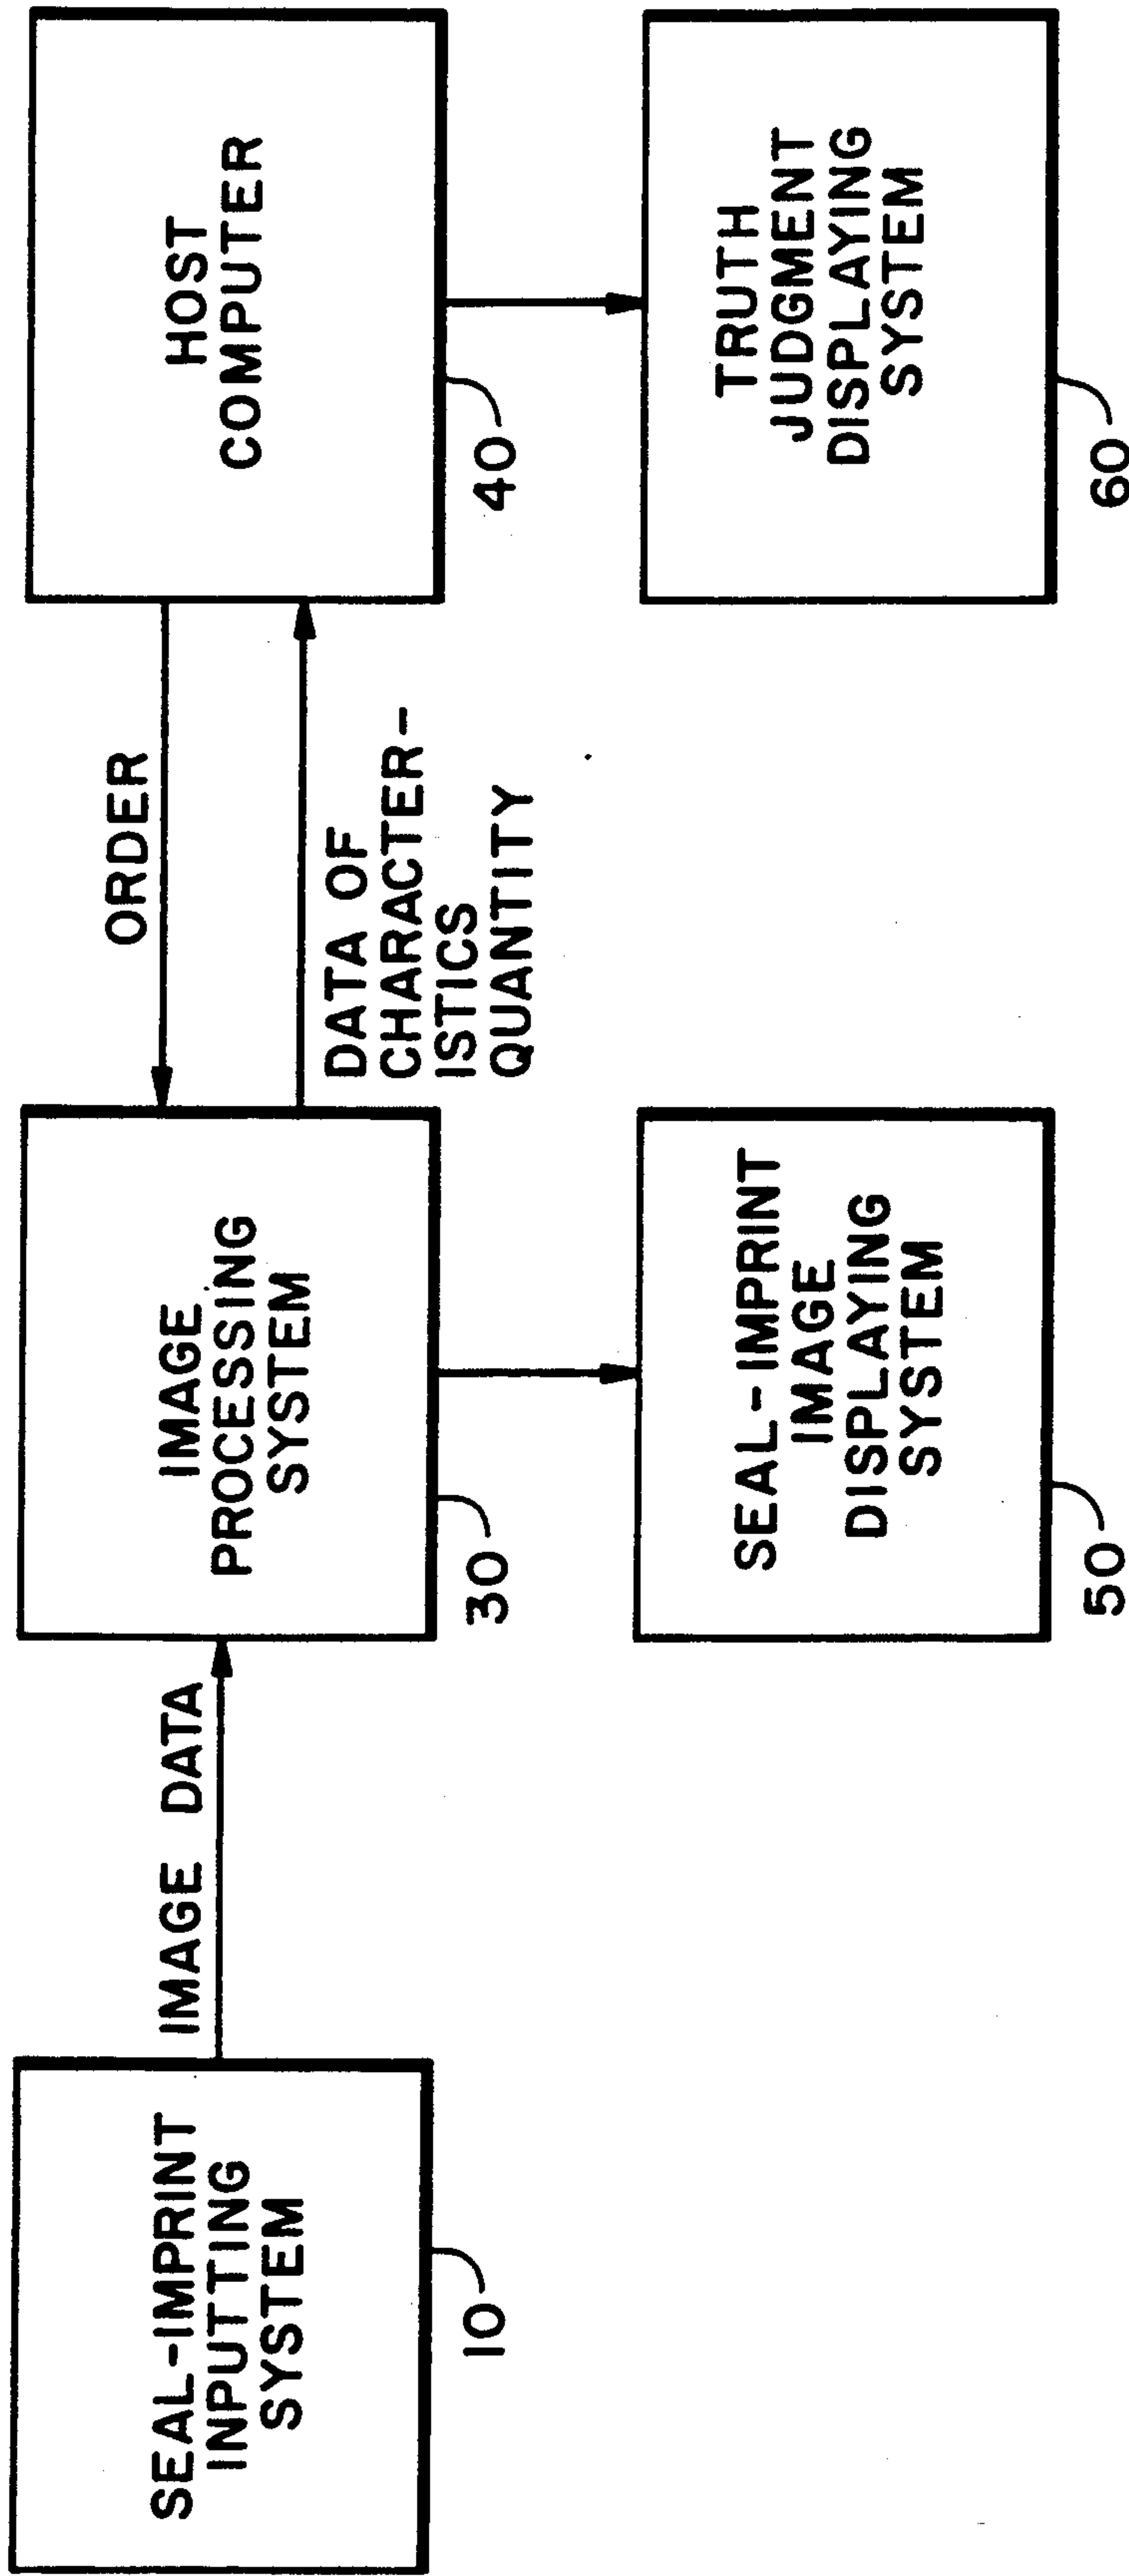 SEAL-IMPRINT
INPUTTING
SYSTEM
10
IMAGE DATA
IMAGE
PROCESSING
SYSTEM
30
ORDER
DATA OF
CHARACTER-
ISTICS
QUANTITY
HOST
COMPUTER
40
SEAL-IMPRINT
IMAGE
DISPLAYING
SYSTEM
50
TRUTH
JUDGMENT
DISPLAYING
SYSTEM
60